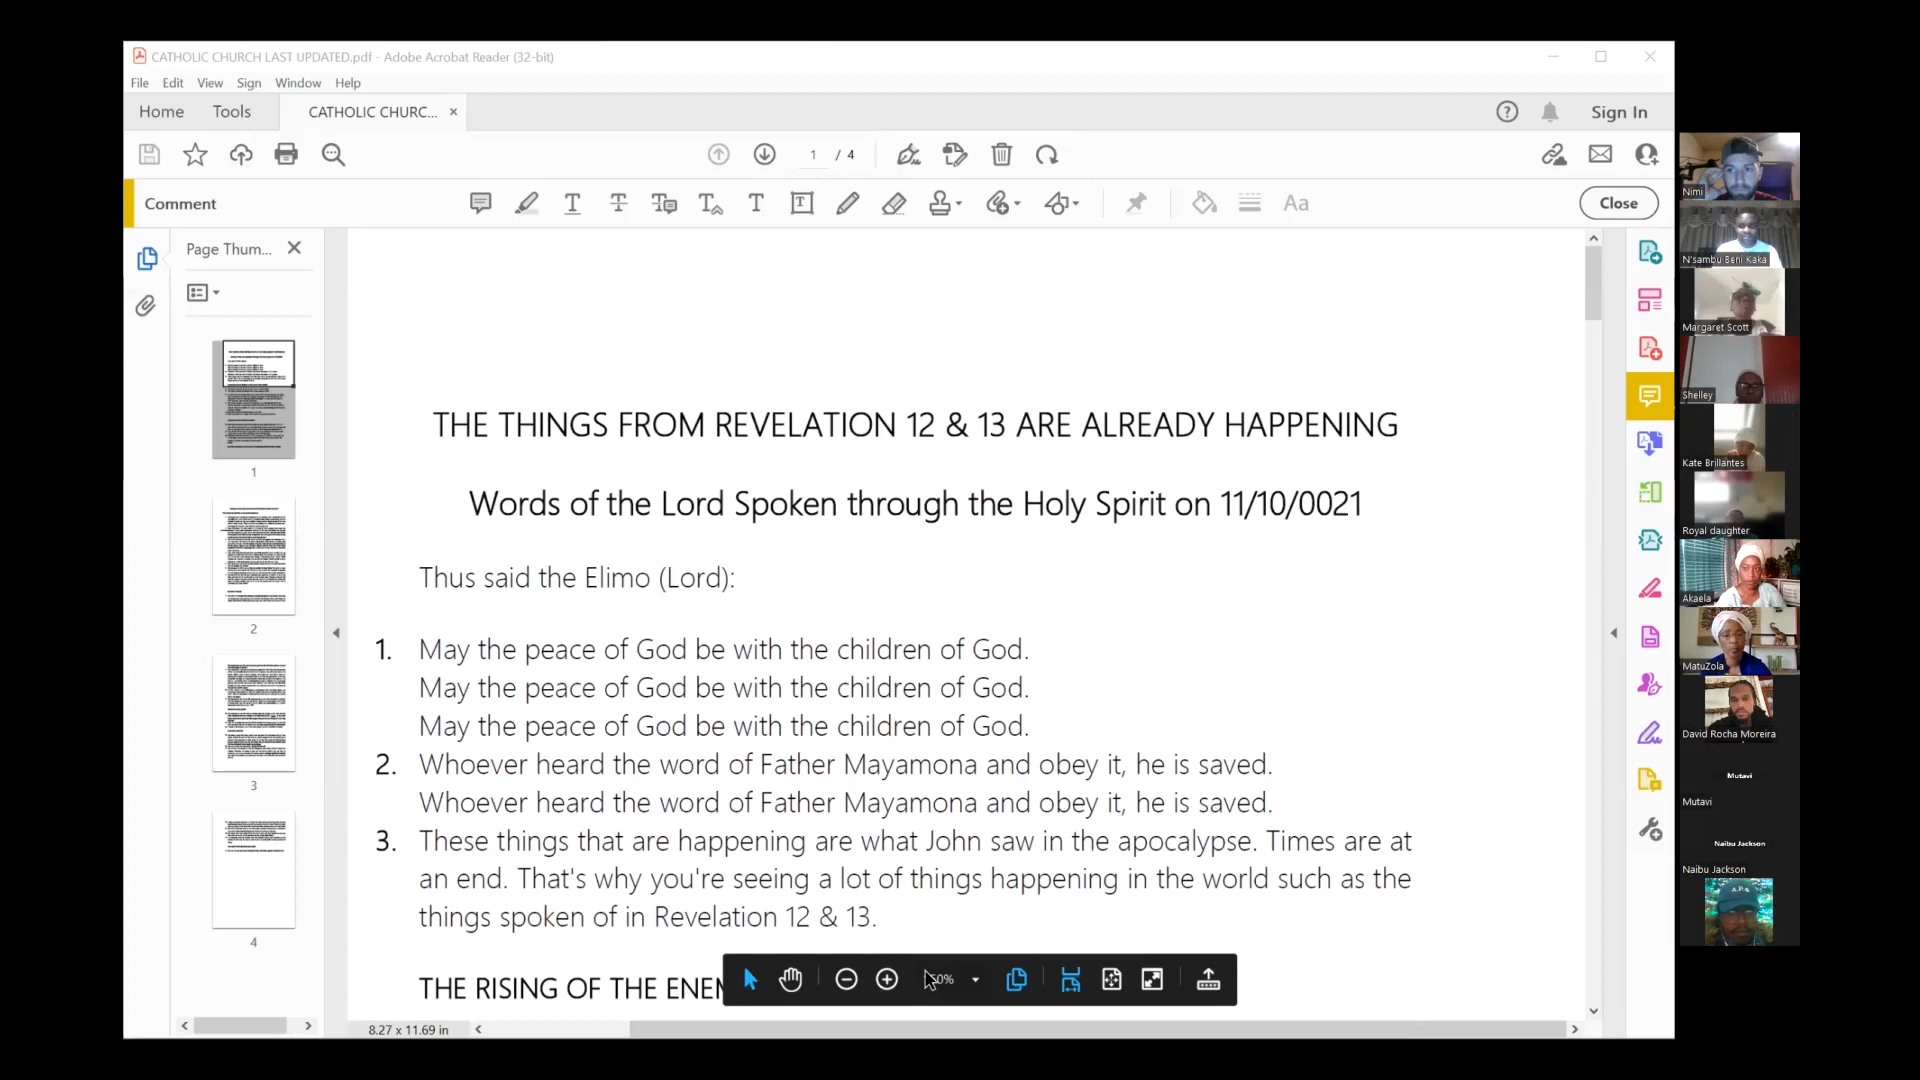 CATHOLIC CHURCH LAST UPDATED.pdf - Adobe Acrobat Reader (32-bit)
File Edit View Sign Window Help
Home Tools CATHOLIC CHURC... Sign In
1 / 4
Comment Close
Page Thum...
1
2
3
4
THE THINGS FROM REVELATION 12 & 13 ARE ALREADY HAPPENING
Words of the Lord Spoken through the Holy Spirit on 11/10/0021
Thus said the Elimo (Lord):
1. May the peace of God be with the children of God.
May the peace of God be with the children of God.
May the peace of God be with the children of God.
2. Whoever heard the word of Father Mayamona and obey it, he is saved.
Whoever heard the word of Father Mayamona and obey it, he is saved.
3. These things that are happening are what John saw in the apocalypse. Times are at
an end. That's why you're seeing a lot of things happening in the world such as the
things spoken of in Revelation 12 & 13.
THE RISING OF THE
8.27 x 11.69 in
Nimi
N'sambu Beni Kaka
Margaret Scott
Shelley
Kate Brillantes
Royal daughter
Akaela
MatuZola
David Rocha Moreira
Mutavi
Mutavi
Naibu Jackson
Naibu Jackson